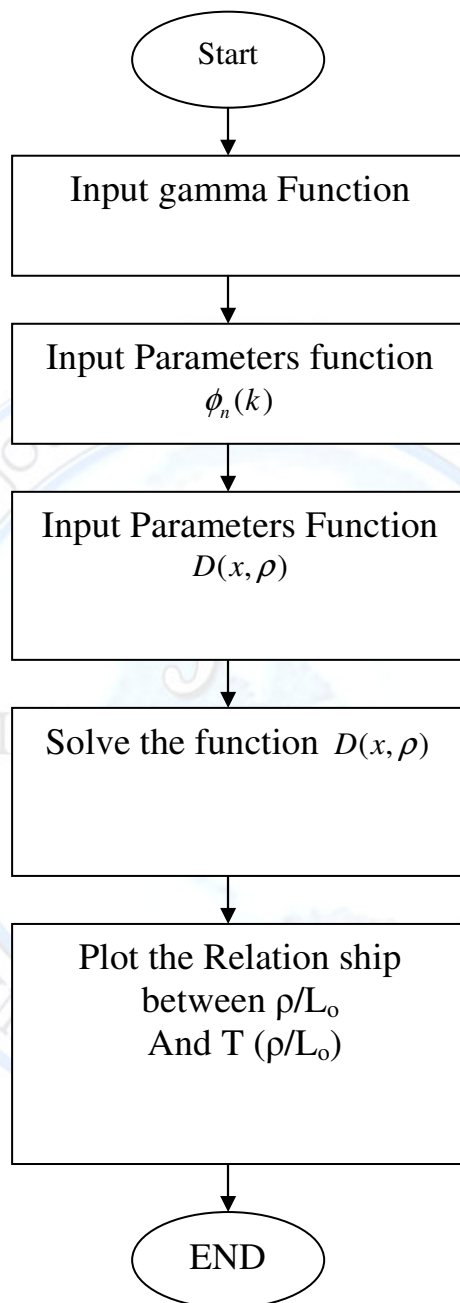 Start
Input gamma Function
Input Parameters function
ϕₙ(k)
Input Parameters Function
D(x, ρ)
Solve the function D(x, ρ)
Plot the Relation ship
between ρ/Lₒ
And T (ρ/Lₒ)
END